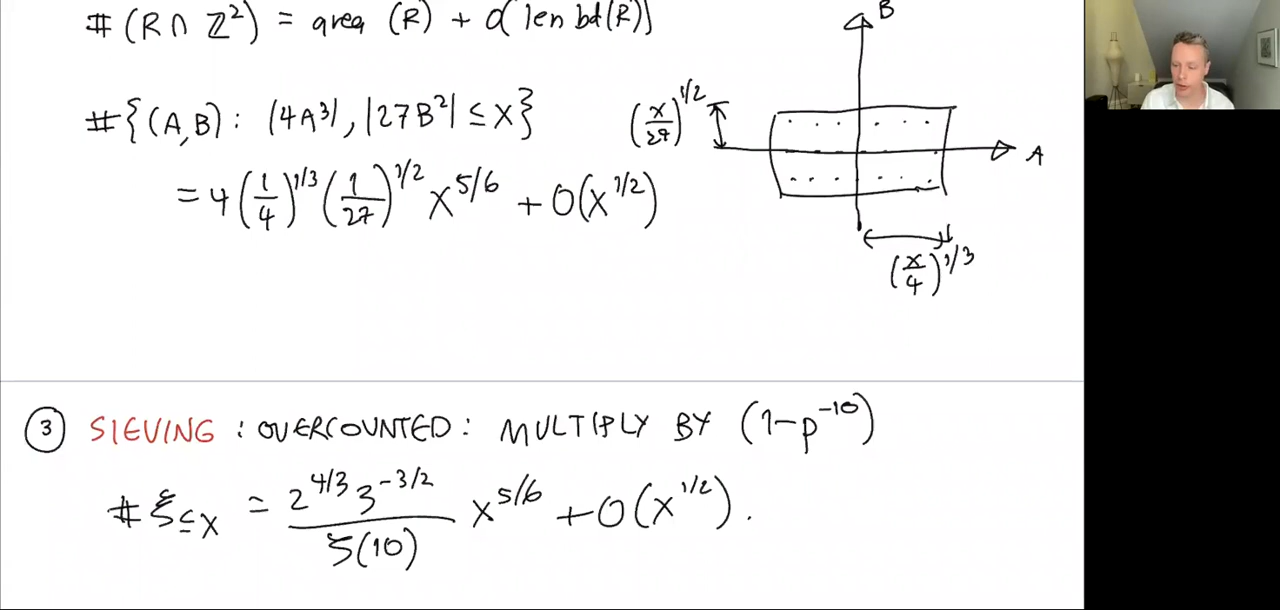 #(R∩ℤ²) = area (R) + O(len bd(R))
B
#{(A,B) : |4A³|, |27B²| ≤ X}
(X/27)^1/2
A
= 4(1/4)^1/3 (1/27)^1/2 X^5/6 + O(X^1/2)
(X/4)^1/3
③ SIEVING : OVERCOUNTED : MULTIPLY BY (1-p^-10)
#ξ≤X = 2^4/3 3^-3/2 / ζ(10) X^5/6 + O(X^1/2).